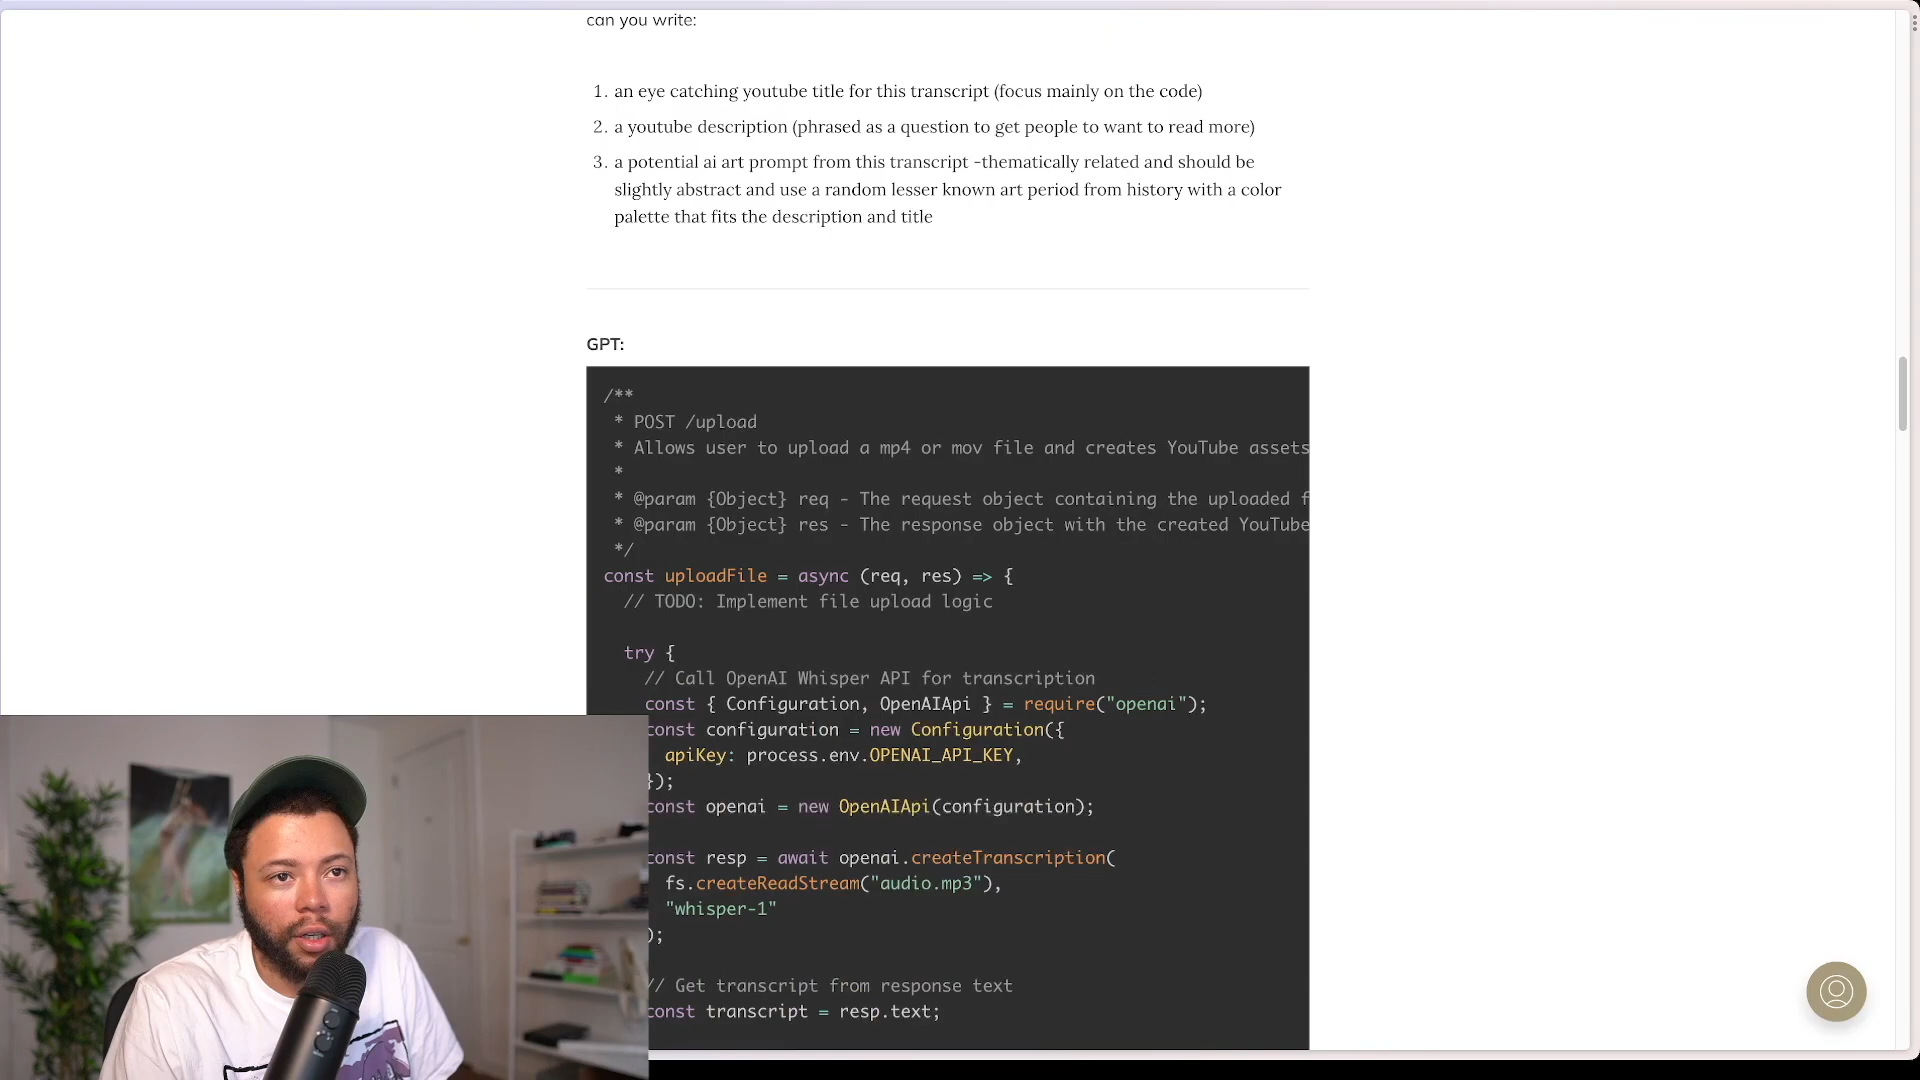 can you write:
1. an eye catching youtube title for this transcript (focus mainly on the code)
2. a youtube description (phrased as a question to get people to want to read more)
3. a potential ai art prompt from this transcript -thematically related and should be
slightly abstract and use a random lesser known art period from history with a color
palette that fits the description and title
GPT:
/**
* POST /upload
* Allows user to upload a mp4 or mov file and creates YouTube assets
*
* @param {Object} req - The request object containing the uploaded f
* @param {Object} res - The response object with the created YouTube
*/
const uploadFile = async (req, res) => {
// TODO: Implement file upload logic
try {
// Call OpenAI Whisper API for transcription
const { Configuration, OpenAIApi } = require("openai");
const configuration = new Configuration({
apiKey: process.env.OPENAI_API_KEY,
});
const openai = new OpenAIApi(configuration);
const resp = await openai.createTranscription(
fs.createReadStream("audio.mp3"),
"whisper-1"
);
// Get transcript from response text
const transcript = resp.text;